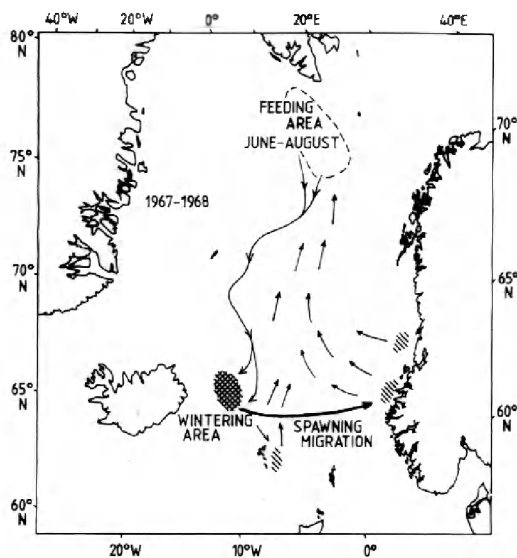 40°W 20°W 0° 20°E 40°E
80°
N
FEEDING
AREA
JUNE-AUGUST
70°
N
75°
N
1967-1968
70°
N
65°
N
65°
N
60°
N
WINTERING
AREA
SPAWNING
MIGRATION
60°
N
20°W 10°W 0°